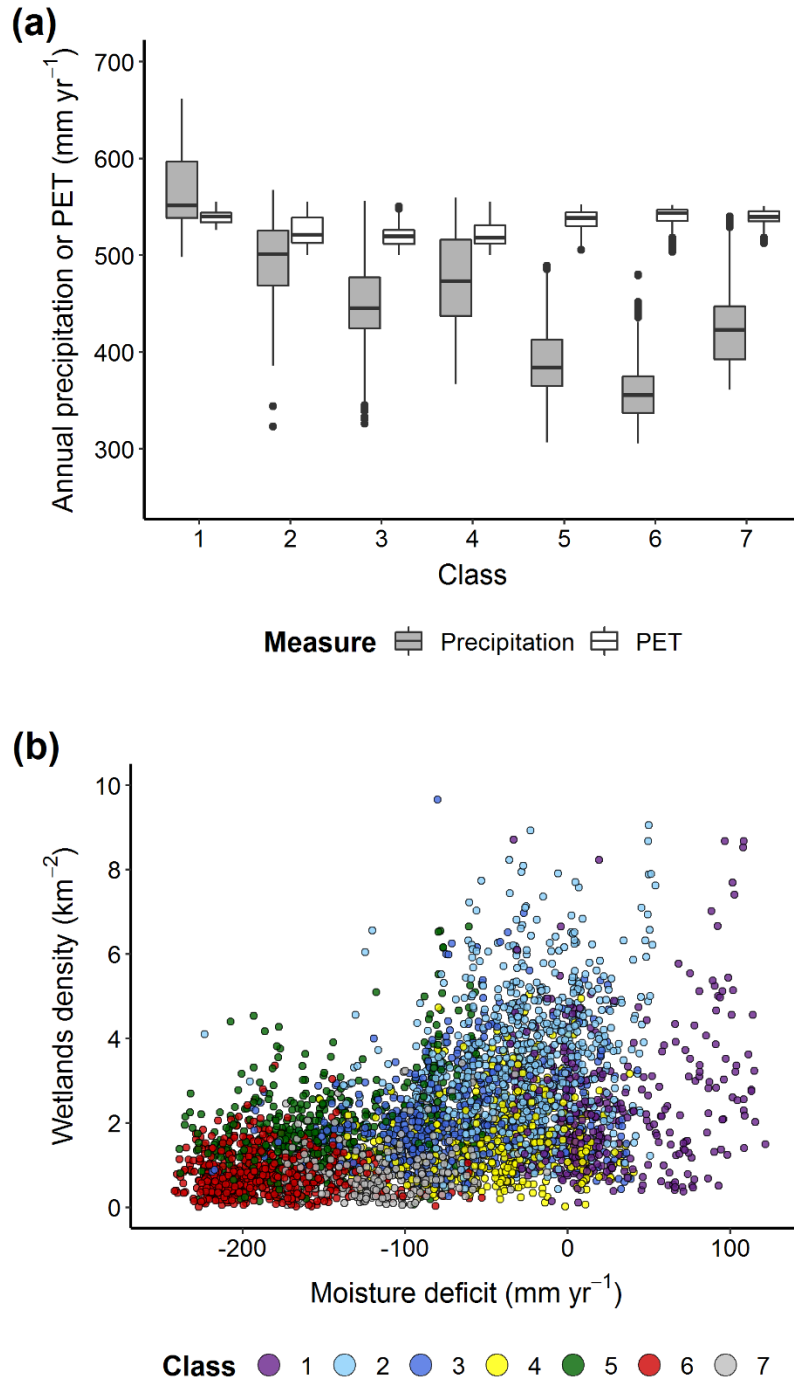 (a)
Annual precipitation or PET (mm yr⁻¹)
700
600
500
400
300
1 2 3 4 5 6 7
Class
Measure Precipitation PET
(b)
Wetlands density (km⁻²)
10
8
6
4
2
0
-200 -100 0 100
Moisture deficit (mm yr⁻¹)
Class 1 2 3 4 5 6 7